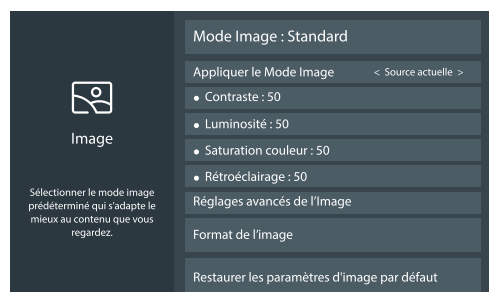 Image
Sélectionner le mode image
prédéterminé qui s'adapte le
mieux au contenu que vous
regardez.
Mode Image : Standard
Appliquer le Mode Image < Source actuelle >
• Contraste : 50
• Luminosité : 50
• Saturation couleur : 50
• Rétroéclairage : 50
Réglages avancés de l'Image
Format de l'image
Restaurer les paramètres d'image par défaut